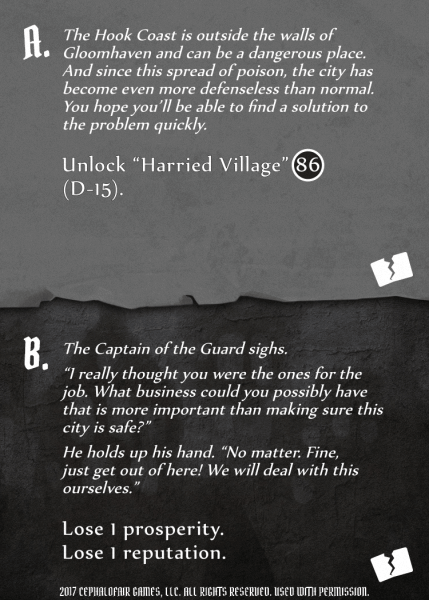 A.
The Hook Coast is outside the walls of
Gloomhaven and can be a dangerous place.
And since this spread of poison, the city has
become even more defenseless than normal.
You hope you'll be able to find a solution to
the problem quickly.
Unlock “Harried Village” 86
(D-15).
B.
The Captain of the Guard sighs.
“I really thought you were the ones for the
job. What business could you possibly have
that is more important than making sure this
city is safe?”
He holds up his hand. “No matter. Fine,
just get out of here! We will deal with this
ourselves.”
Lose 1 prosperity.
Lose 1 reputation.
2017 CEPHALOFAIR GAMES, LLC. ALL RIGHTS RESERVED. USED WITH PERMISSION.